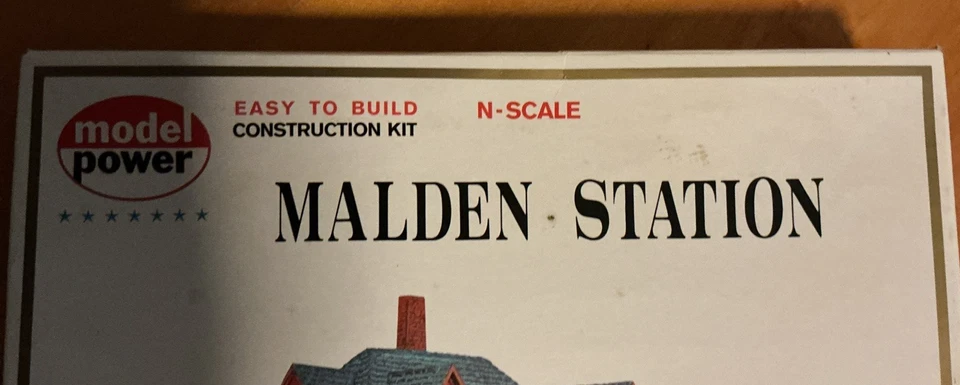 model
power
EASY TO BUILD
CONSTRUCTION KIT
N-SCALE
MALDEN STATION